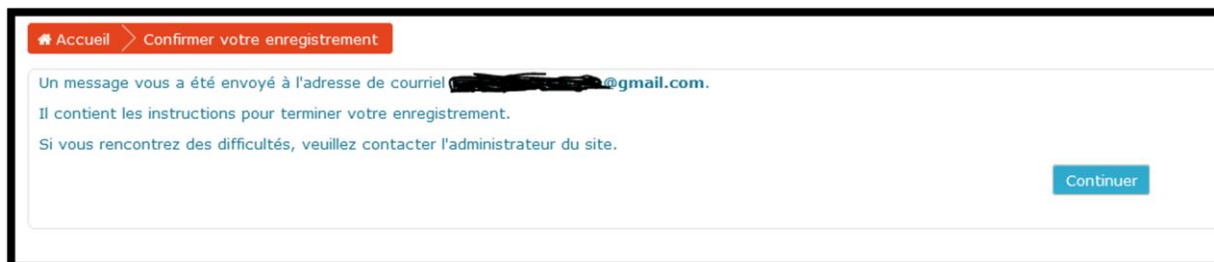 Accueil Confirmer votre enregistrement
Un message vous a été envoyé à l'adresse de courriel @gmail.com.
Il contient les instructions pour terminer votre enregistrement.
Si vous rencontrez des difficultés, veuillez contacter l'administrateur du site.
Continuer